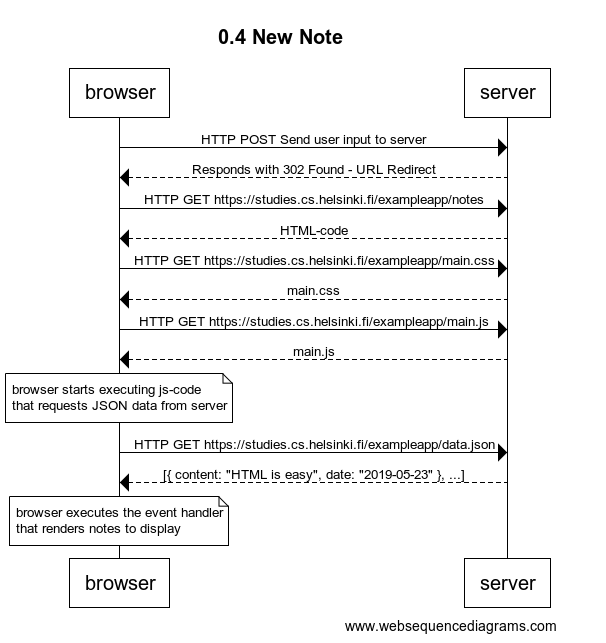 0.4 New Note
browser
server
HTTP POST Send user input to server
Responds with 302 Found - URL Redirect
HTTP GET https://studies.cs.helsinki.fi/exampleapp/notes
HTML-code
HTTP GET https://studies.cs.helsinki.fi/exampleapp/main.css
main.css
HTTP GET https://studies.cs.helsinki.fi/exampleapp/main.js
main.js
browser starts executing js-code
that requests JSON data from server
HTTP GET https://studies.cs.helsinki.fi/exampleapp/data.json
[{ content: "HTML is easy", date: "2019-05-23" }, ...]
browser executes the event handler
that renders notes to display
browser
server
www.websequencediagrams.com